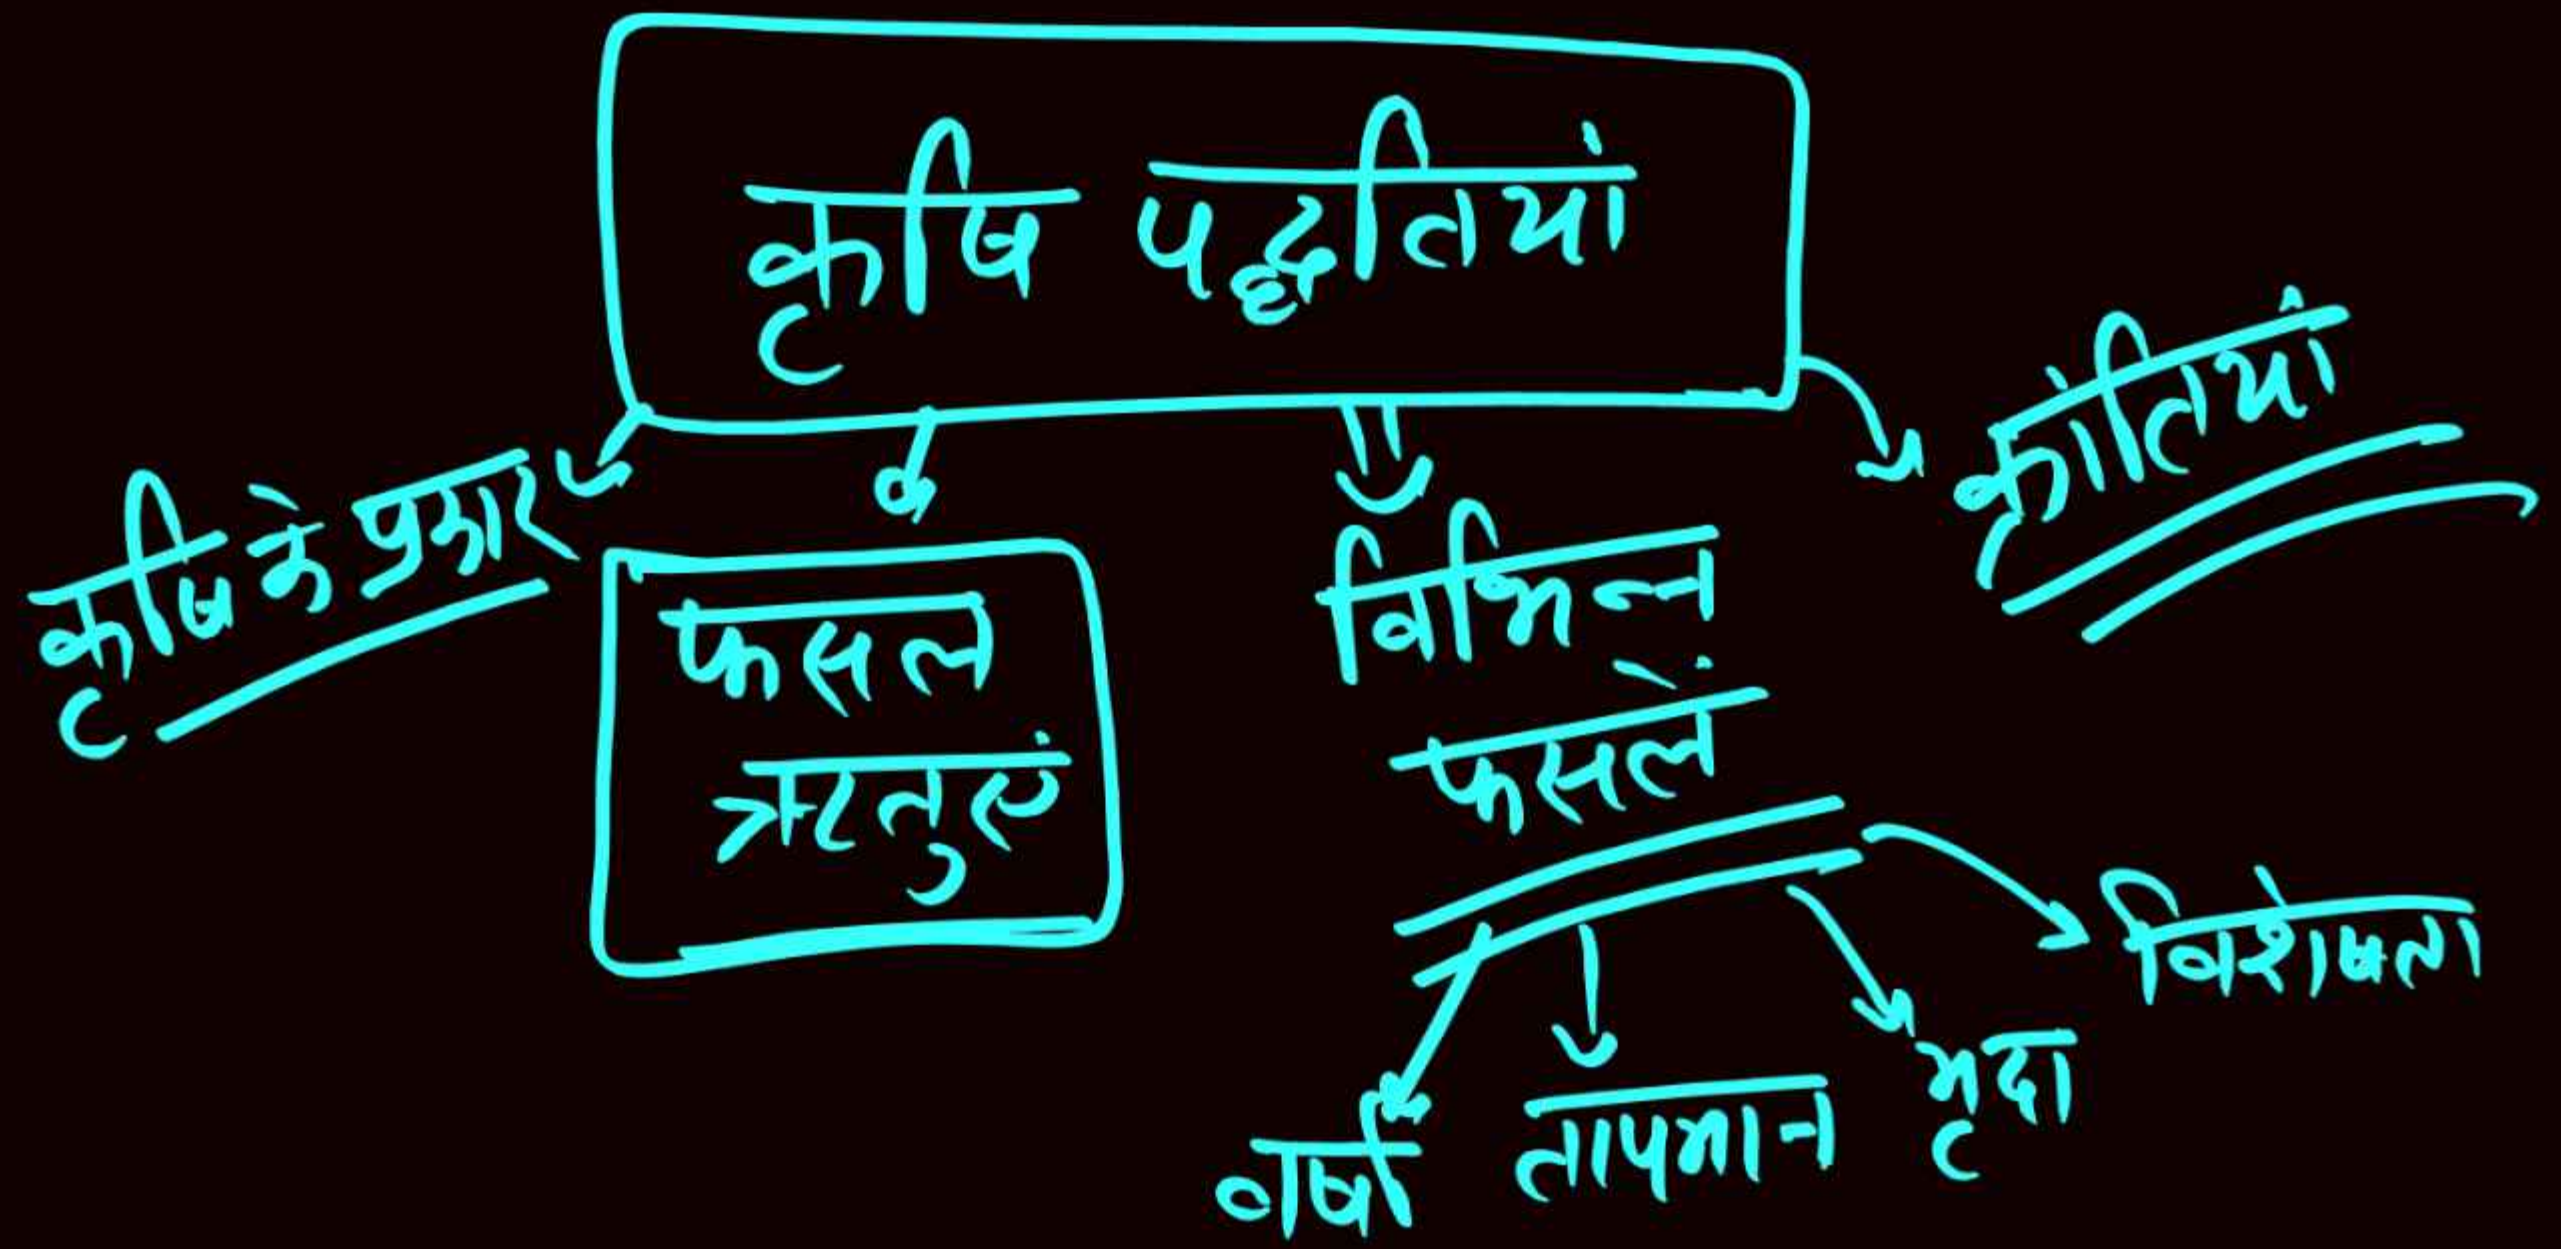 कृषि पद्धतियां
कृषि के प्रकार
फसल
ऋतुएं
विभिन्न
फसलें
क्रांतियां
वर्षा
तापमान
मृदा
विशेषता